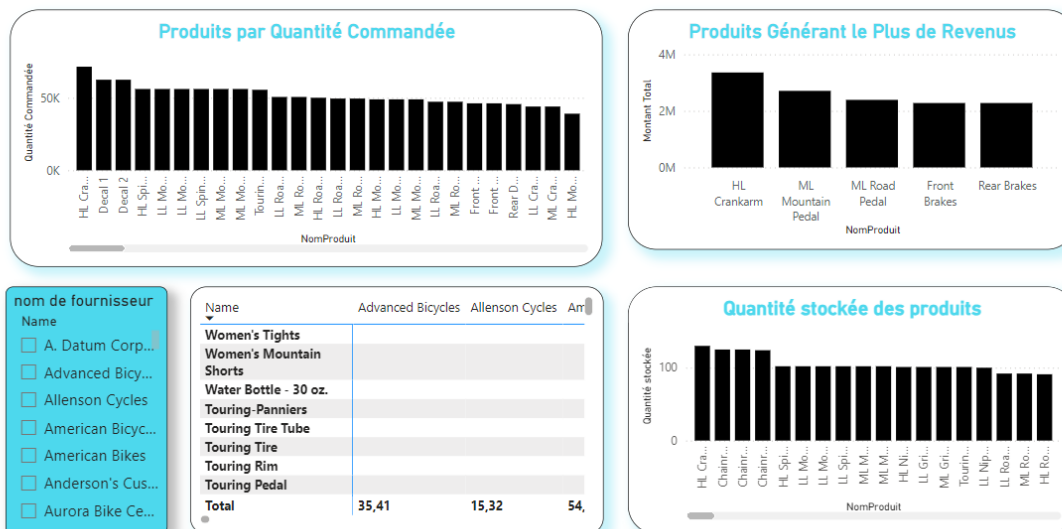 Produits par Quantité Commandée
Quantité Commandée
50K
0K
HL Cra...
Decal 1
Decal 2
HL Spi...
LL Mo...
LL Mo...
LL Spin...
ML Mo...
ML Mo...
Tourin...
LL Roa...
ML Ro...
HL Roa...
LL Roa...
ML Ro...
HL Mo...
LL Mo...
ML Mo...
LL Roa...
ML Ro...
Front ...
Front ...
Rear D...
LL Cra...
ML Cra...
HL Mo...
NomProduit
Produits Générant le Plus de Revenus
Montant Total
4M
2M
0M
HL
Crankarm
ML
Mountain
Pedal
ML Road
Pedal
Front
Brakes
Rear Brakes
NomProduit
nom de fournisseur
Name
A. Datum Corp...
Advanced Bicy...
Allenson Cycles
American Bicyc...
American Bikes
Anderson's Cus...
Aurora Bike Ce...
Name Advanced Bicycles Allenson Cycles Am
Women's Tights
Women's Mountain
Shorts
Water Bottle - 30 oz.
Touring-Panniers
Touring Tire Tube
Touring Tire
Touring Rim
Touring Pedal
Total 35,41 15,32 54,
Quantité stockée des produits
Quantité stockée
100
0
HL Cra...
Chainr...
Chainr...
Chainr...
HL Spi...
LL Mo...
LL Mo...
LL Spi...
ML M...
ML M...
HL Ni...
LL Gri...
ML Gri...
Tourin...
LL Nip...
LL Roa...
ML Ro...
HL Ro...
NomProduit